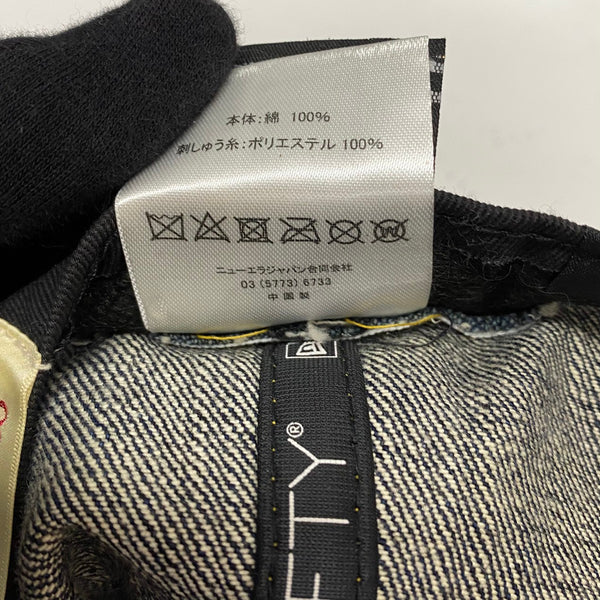 本体:綿 100%
刺しゅう糸:ポリエステル 100%
W
ニューエラジャパン合同会社
03 (5773) 6733
中国製
FTY®